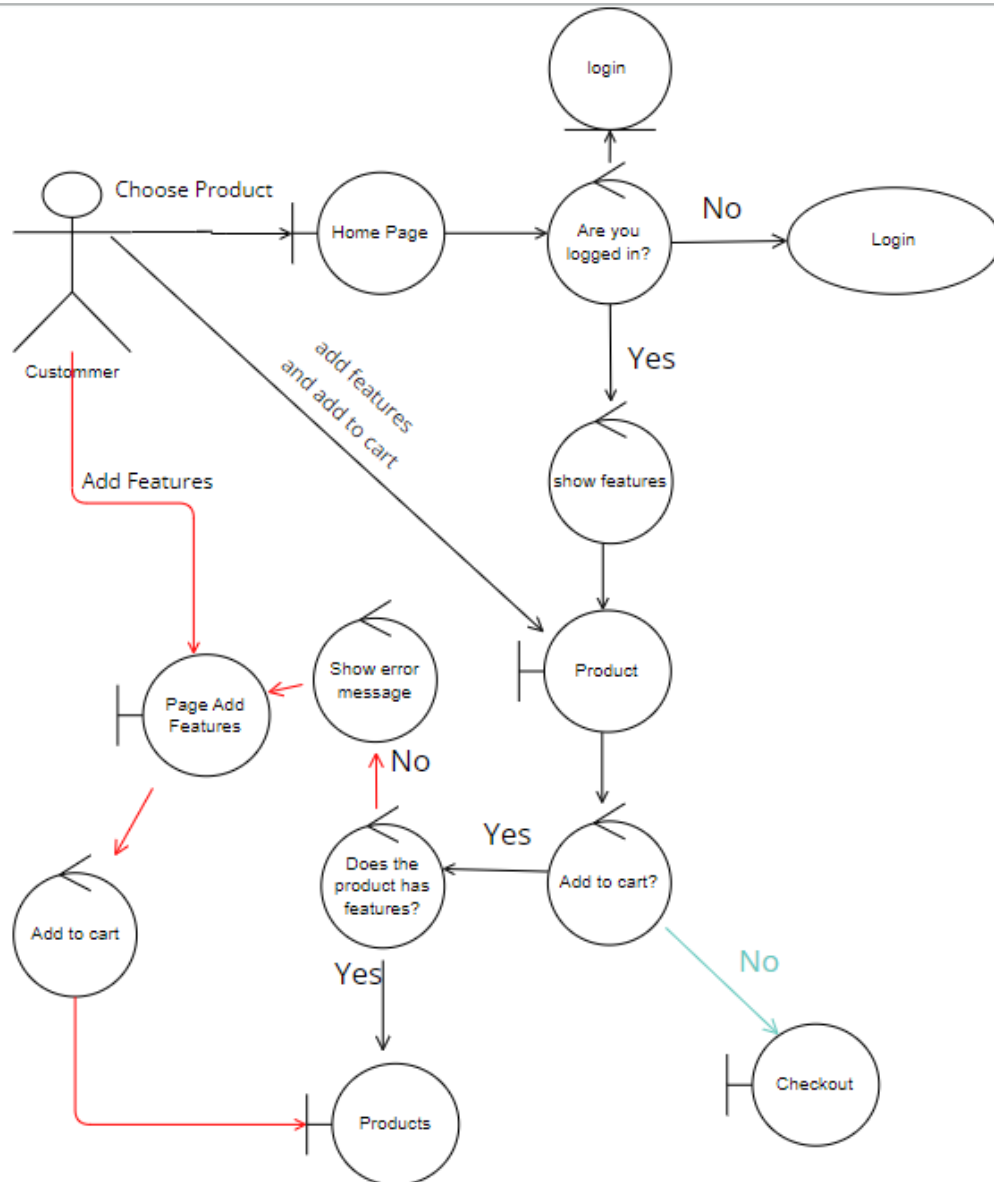 login
Choose Product
No
Home Page
Are you
logged in?
Login
Yes
add features
and add to cart
Custommer
Add Features
show features
Show error
message
Product
Page Add
Features
No
Yes
Does the
product has
features?
Add to cart?
Add to cart
No
Yes
Checkout
Products